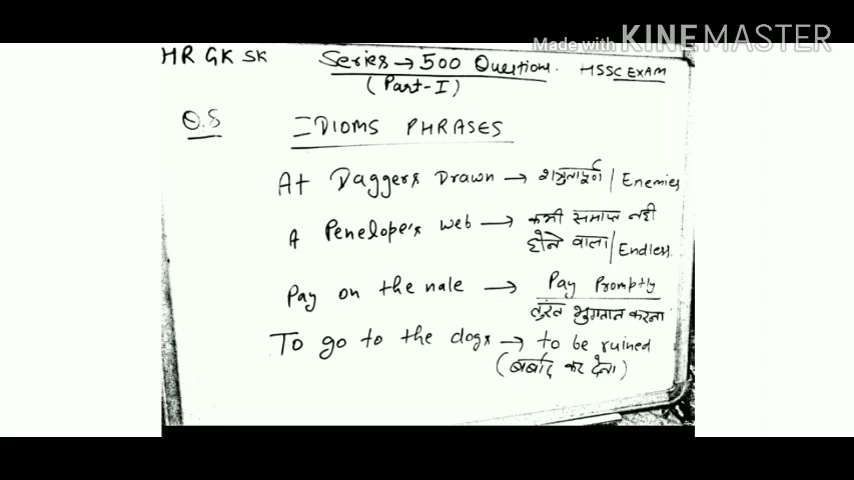 Made with KINEMASTER
HR GK SK Series → 500 Questions. HSSC EXAM
(Part-I)
Q.5 IDIOMS PHRASES
At Daggers Drawn → शत्रुतापूर्ण / Enemies
A Penelope's web → कभी समाप्त नही
होने वाला / Endless.
Pay on the nale → Pay Promptly
तुरंत भुगतान करना
To go to the dogs → to be ruined
(बर्बाद कर देना)